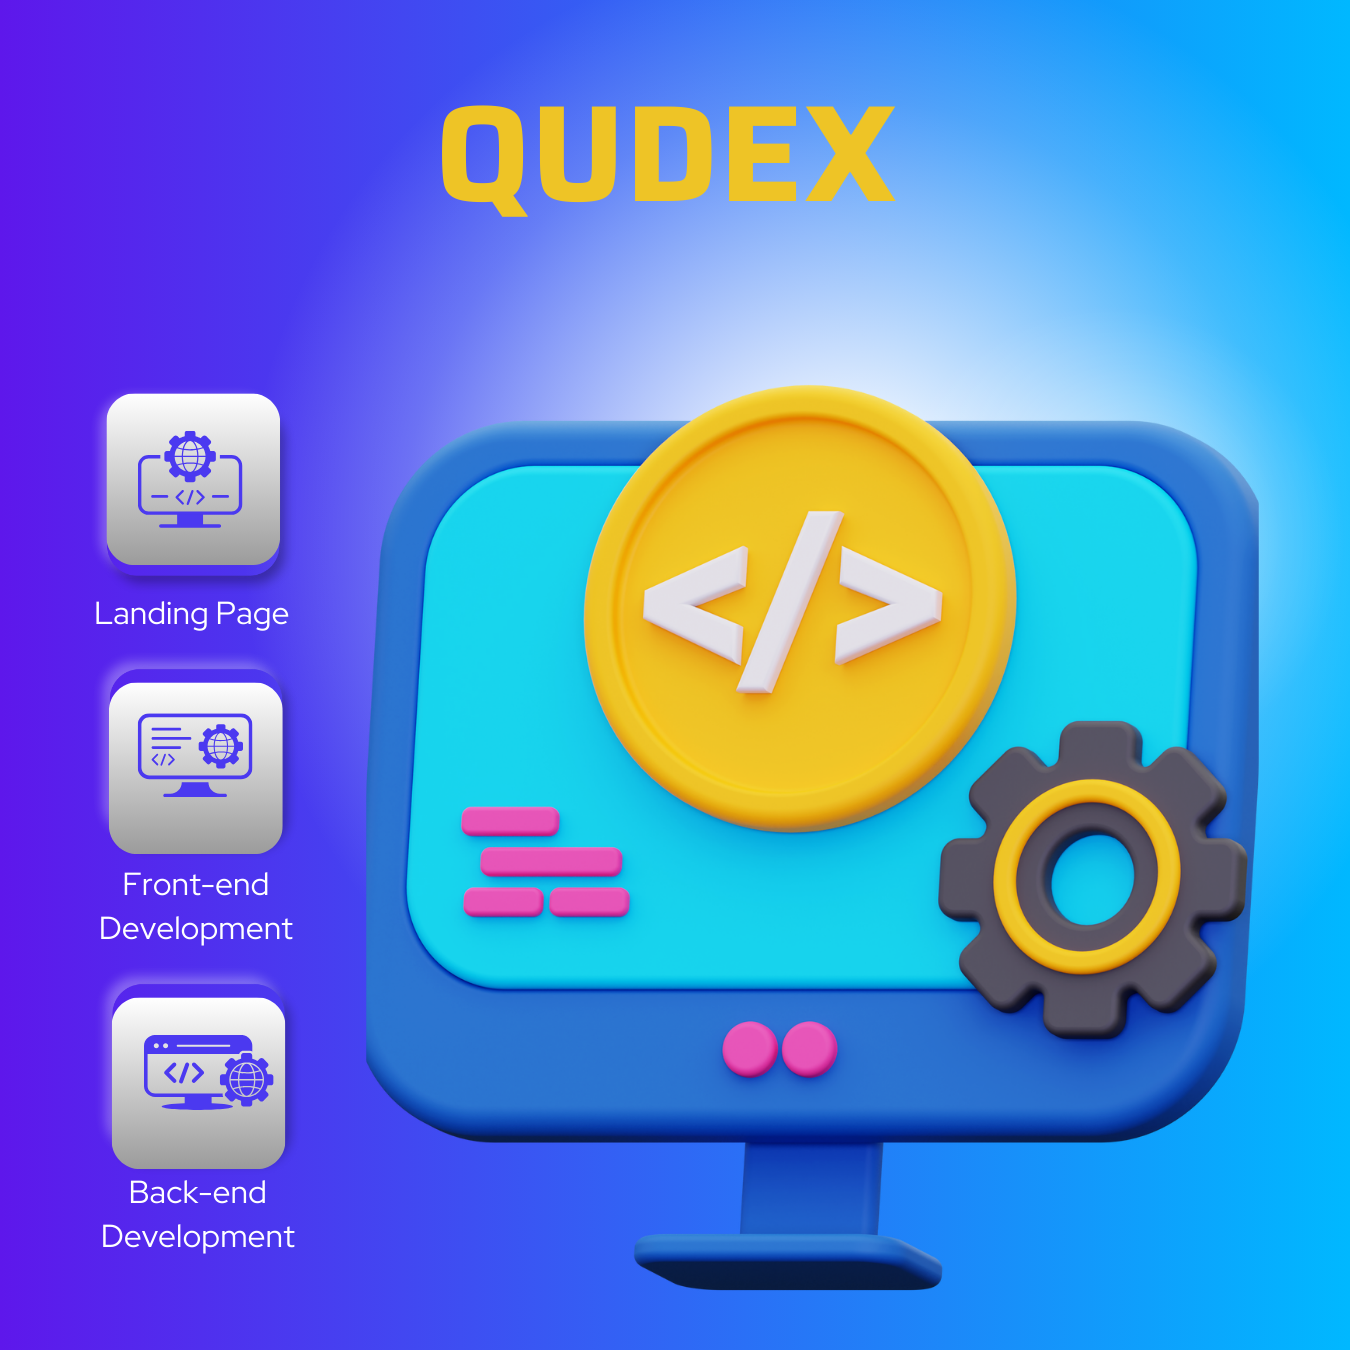 QUDEX
</>
</>
Landing Page
</>
Front-end
Development
</>
Back-end
Development